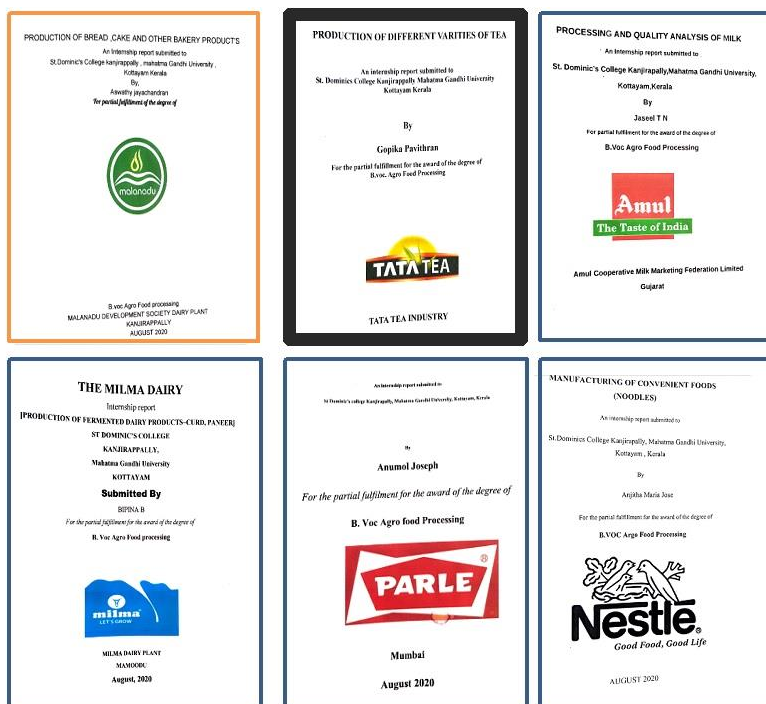 PRODUCTION OF BREAD ,CAKE AND OTHER BAKERY PRODUCT'S
An Internship report submitted to
St.Dominic's College kanjirappally , mahatma Gandhi University ,
Kottayam Kerala
By,
Aswathy jayachandran
For partial fulfillment of the degree of
malanadu
B.voc Agro Food processing
MALANADU DEVELOPMENT SOCIETY DAIRY PLANT
KANJIRAPPALLY
AUGUST 2020
PRODUCTION OF DIFFERENT VARITIES OF TEA
An internship report submitted to
St. Dominics College Kanjirappally Mahatma Gandhi University
Kottayam Kerala
By
Gopika Pavithran
For the partial fulfillment for the award of the degree of
B.voc. Agro Food Processing
TATA TEA
TATA TEA INDUSTRY
PROCESSING AND QUALITY ANALYSIS OF MILK
An Internship report submitted to
St. Dominic's College Kanjirapally,Mahatma Gandhi University,
Kottayam,Kerala
By
Jaseel T N
For partial fulfilment for the award of the degree of
B.Voc Agro Food Processing
Amul
The Taste of India
Amul Cooperative Milk Marketing Federation Limited
Gujarat
THE MILMA DAIRY
Internship report
[PRODUCTION OF FERMENTED DAIRY PRODUCTS-CURD, PANEER]
ST DOMINIC'S COLLEGE
KANJIRAPPALLY,
Mahatma Gandhi University
KOTTAYAM
Submitted By
BIPINA B
For the partial fulfillment for the award of the degree of
B. Voc Agro Food processing
milma
LET'S GROW
MILMA DAIRY PLANT
MAMOODU
August, 2020
An Internship report submitted to
St Dominic's college Kanjirapally, Mahatma Gandhi University, Kottayam, Kerala
By
Anumol Joseph
For the partial fulfilment for the award of the degree of
B. Voc Agro food Processing
PARLE ®
Mumbai
August 2020
MANUFACTURING OF CONVENIENT FOODS
(NOODLES)
An internship report submitted to
St.Dominics College Kanjirapally, Mahatma Gandhi University,
Kottayam , Kerala
By
Anjitha Maria Jose
For the partial fulfilment for the award of the degree of
B.VOC Argo Food Processing
Nestlé®
Good Food, Good Life
AUGUST 2020